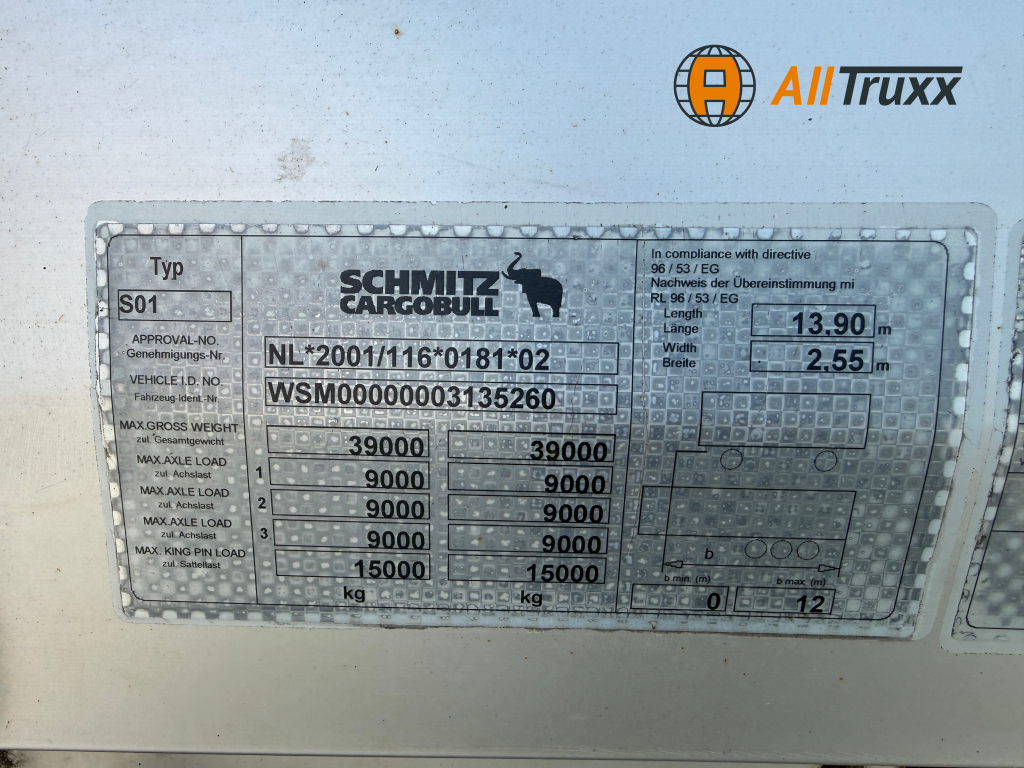 A AllTruxx
Typ
S01
SCHMITZ
CARGOBULL
In compliance with directive
96 / 53 / EG
Nachweis der Übereinstimmung mi
RL 96 / 53 / EG
Length
Länge
13,90 m
Width
Breite
2,55 m
APPROVAL-NO.
Genehmigungs-Nr.
NL*2001/116*0181*02
VEHICLE I.D. NO.
Fahrzeug-Ident.-Nr.
WSM00000003135260
MAX.GROSS WEIGHT
zul. Gesamtgewicht
39000 39000
MAX.AXLE LOAD
zul. Achslast
1 9000 9000
MAX.AXLE LOAD
zul. Achslast
2 9000 9000
MAX.AXLE LOAD
zul. Achslast
3 9000 9000
MAX. KING PIN LOAD
zul. Sattellast
15000 15000
kg kg
b
b min. (m) b max. (m)
0 12